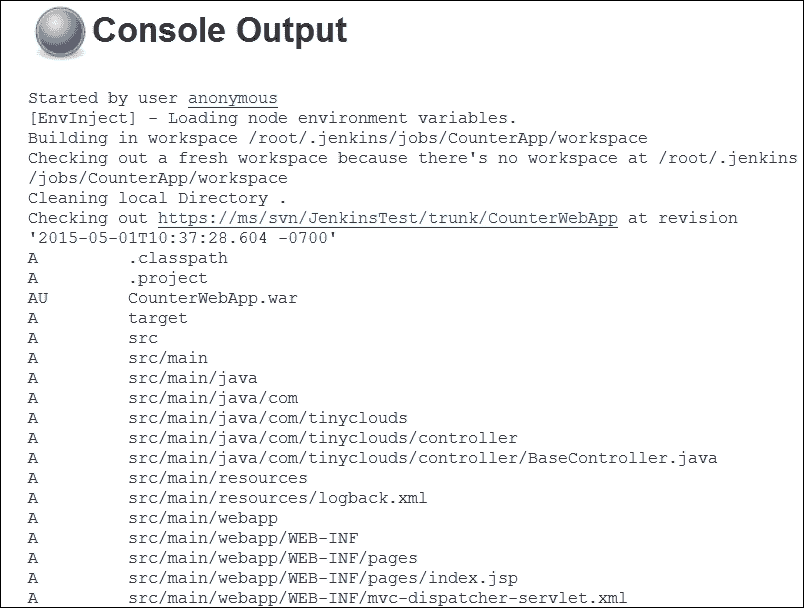 Console Output
Started by user anonymous
[EnvInject] - Loading node environment variables.
Building in workspace /root/.jenkins/jobs/CounterApp/workspace
Checking out a fresh workspace because there's no workspace at /root/.jenkins
/jobs/CounterApp/workspace
Cleaning local Directory .
Checking out https://ms/svn/JenkinsTest/trunk/CounterWebApp at revision
'2015-05-01T10:37:28.604 -0700'
A .classpath
A .project
AU CounterWebApp.war
A target
A src
A src/main
A src/main/java
A src/main/java/com
A src/main/java/com/tinyclouds
A src/main/java/com/tinyclouds/controller
A src/main/java/com/tinyclouds/controller/BaseController.java
A src/main/resources
A src/main/resources/logback.xml
A src/main/webapp
A src/main/webapp/WEB-INF
A src/main/webapp/WEB-INF/pages
A src/main/webapp/WEB-INF/pages/index.jsp
A src/main/webapp/WEB-INF/mvc-dispatcher-servlet.xml